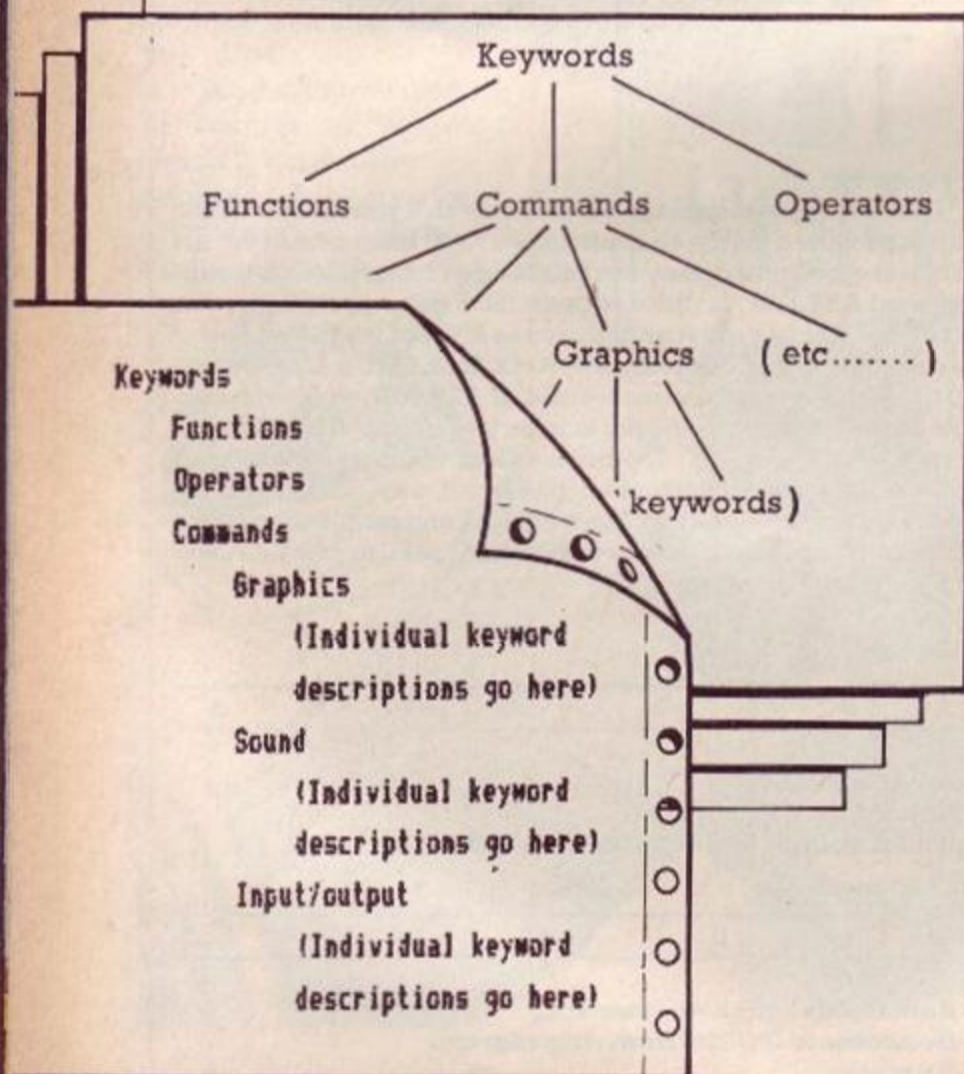 Keywords
Functions Commands Operators
Graphics (etc.......)
keywords)
Keywords
Functions
Operators
Commands
Graphics
(Individual keyword
descriptions go here)
Sound
(Individual keyword
descriptions go here)
Input/output
(Individual keyword
descriptions go here)